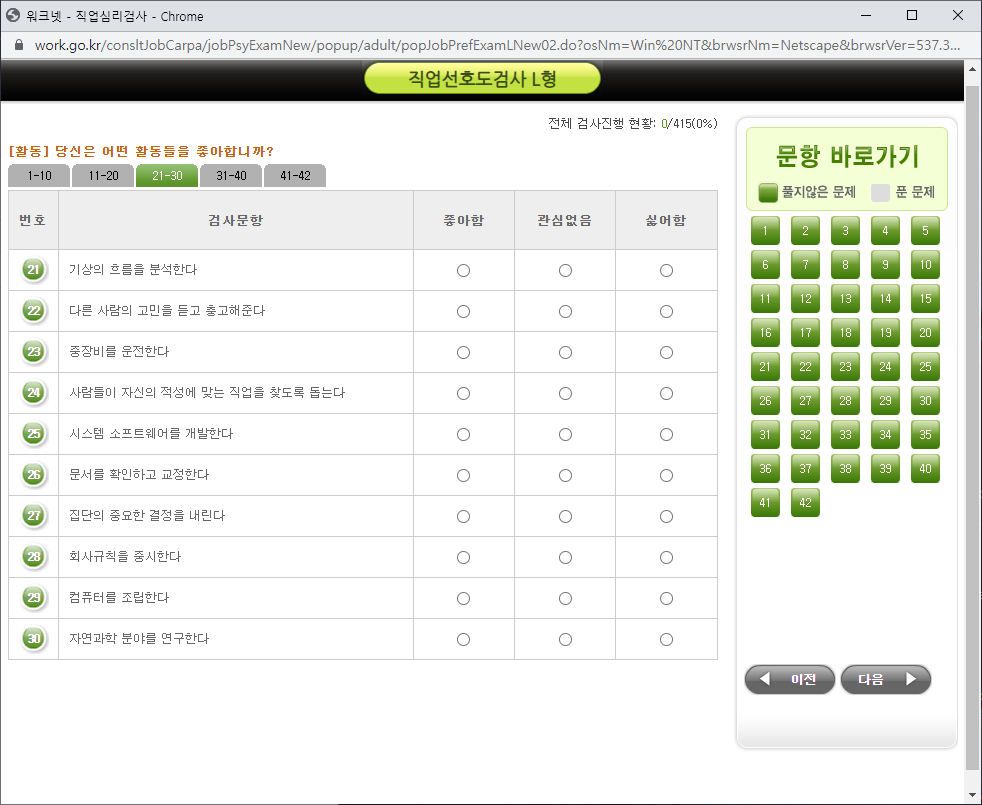 워크넷 - 직업심리검사 - Chrome
work.go.kr/consltJobCarpa/jobPsyExamNew/popup/adult/popJobPrefExamLNew02.do?osNm=Win%20NT&brwsrNm=Netscape&brwsrVer=537.3...
직업선호도검사 L형
전체 검사진행 현황: 0/415(0%)
[활동] 당신은 어떤 활동들을 좋아합니까?
1-10 11-20 21-30 31-40 41-42
번호 검사문항 좋아함 관심없음 싫어함
21 기상의 흐름을 분석한다
22 다른 사람의 고민을 듣고 충고해준다
23 중장비를 운전한다
24 사람들이 자신의 적성에 맞는 직업을 찾도록 돕는다
25 시스템 소프트웨어를 개발한다
26 문서를 확인하고 교정한다
27 집단의 중요한 결정을 내린다
28 회사규칙을 중시한다
29 컴퓨터를 조립한다
30 자연과학 분야를 연구한다
문항 바로가기
풀지않은 문제 푼 문제
1 2 3 4 5
6 7 8 9 10
11 12 13 14 15
16 17 18 19 20
21 22 23 24 25
26 27 28 29 30
31 32 33 34 35
36 37 38 39 40
41 42
이전 다음